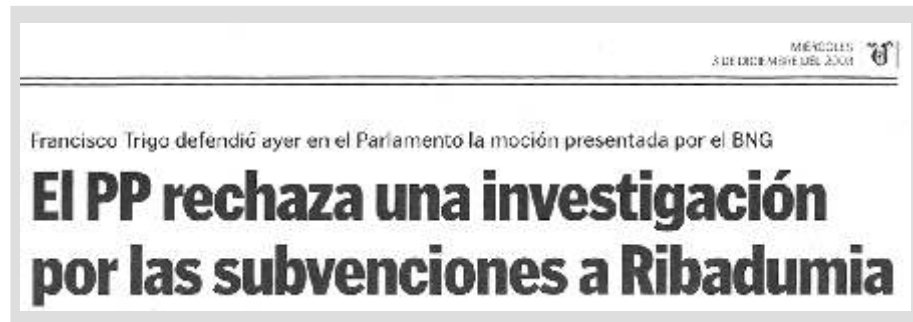 MIÉRCOLES
3 DE DICIEMBRE DEL 2003
Francisco Trigo defendió ayer en el Parlamento la moción presentada por el BNG
El PP rechaza una investigación
por las subvenciones a Ribadumia